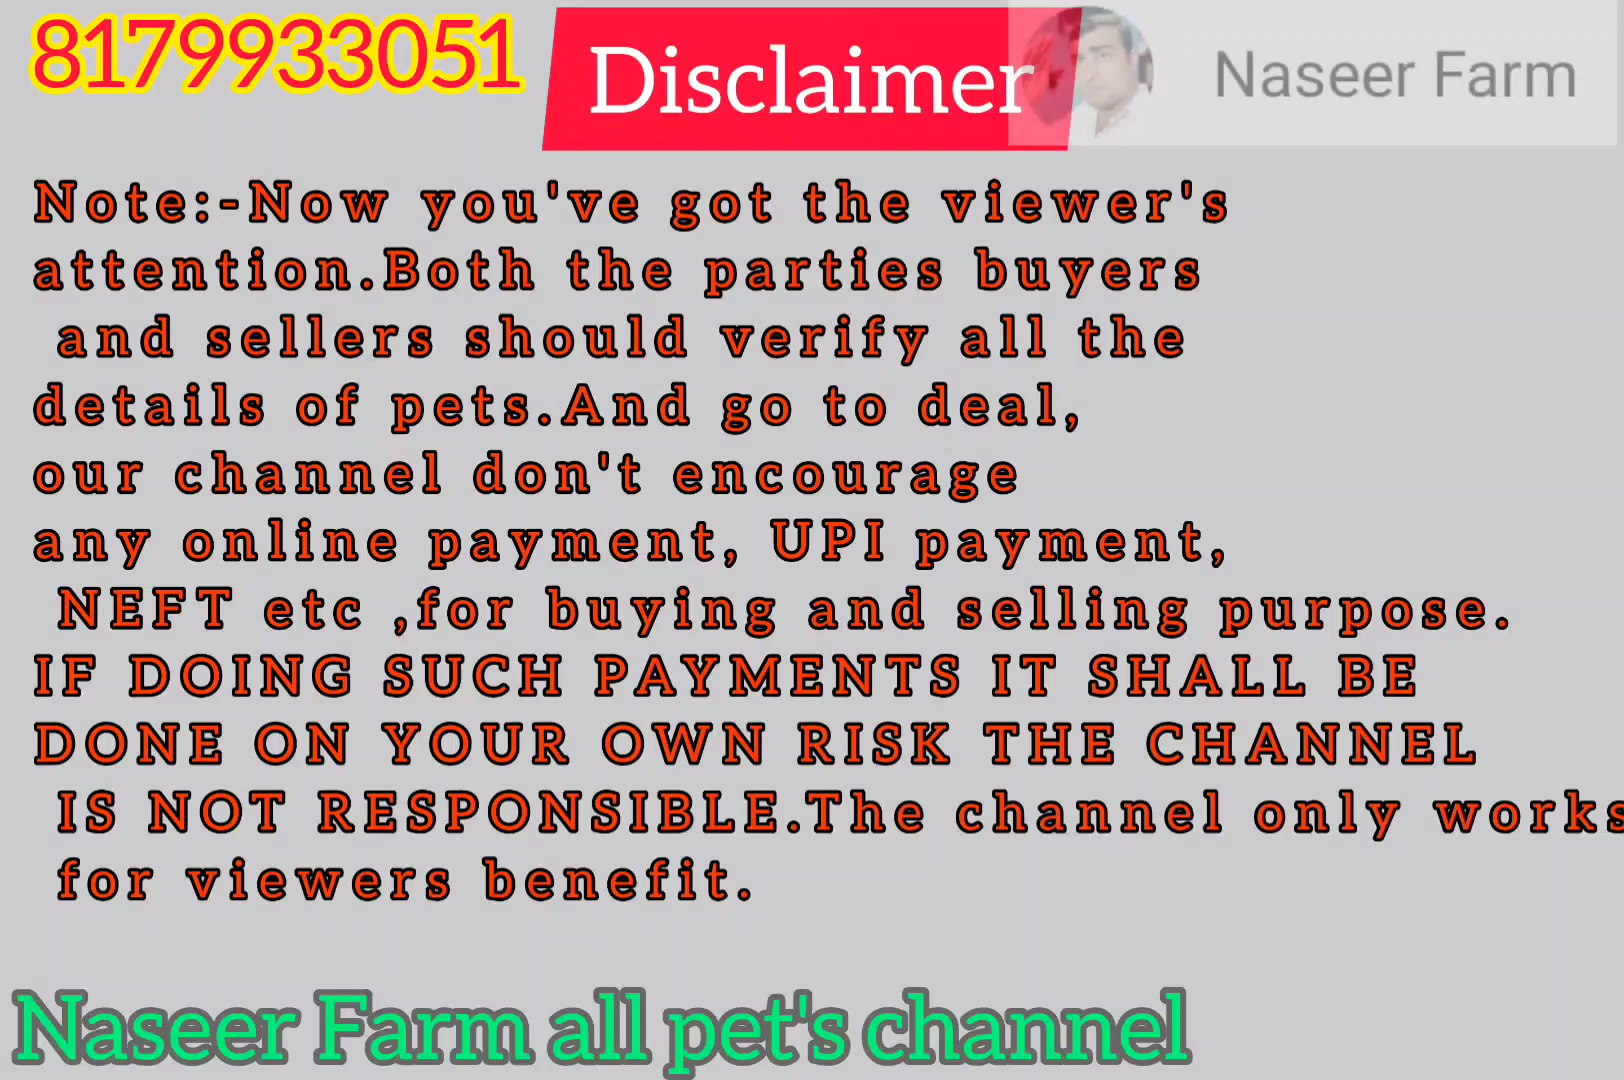 8179933051
Disclaimer
Naseer Farm
Note:-Now you've got the viewer's
attention.Both the parties buyers
and sellers should verify all the
details of pets.And go to deal,
our channel don't encourage
any online payment, UPI payment,
NEFT etc ,for buying and selling purpose.
IF DOING SUCH PAYMENTS IT SHALL BE
DONE ON YOUR OWN RISK THE CHANNEL
IS NOT RESPONSIBLE.The channel only works
for viewers benefit.
Naseer Farm all pet's channel